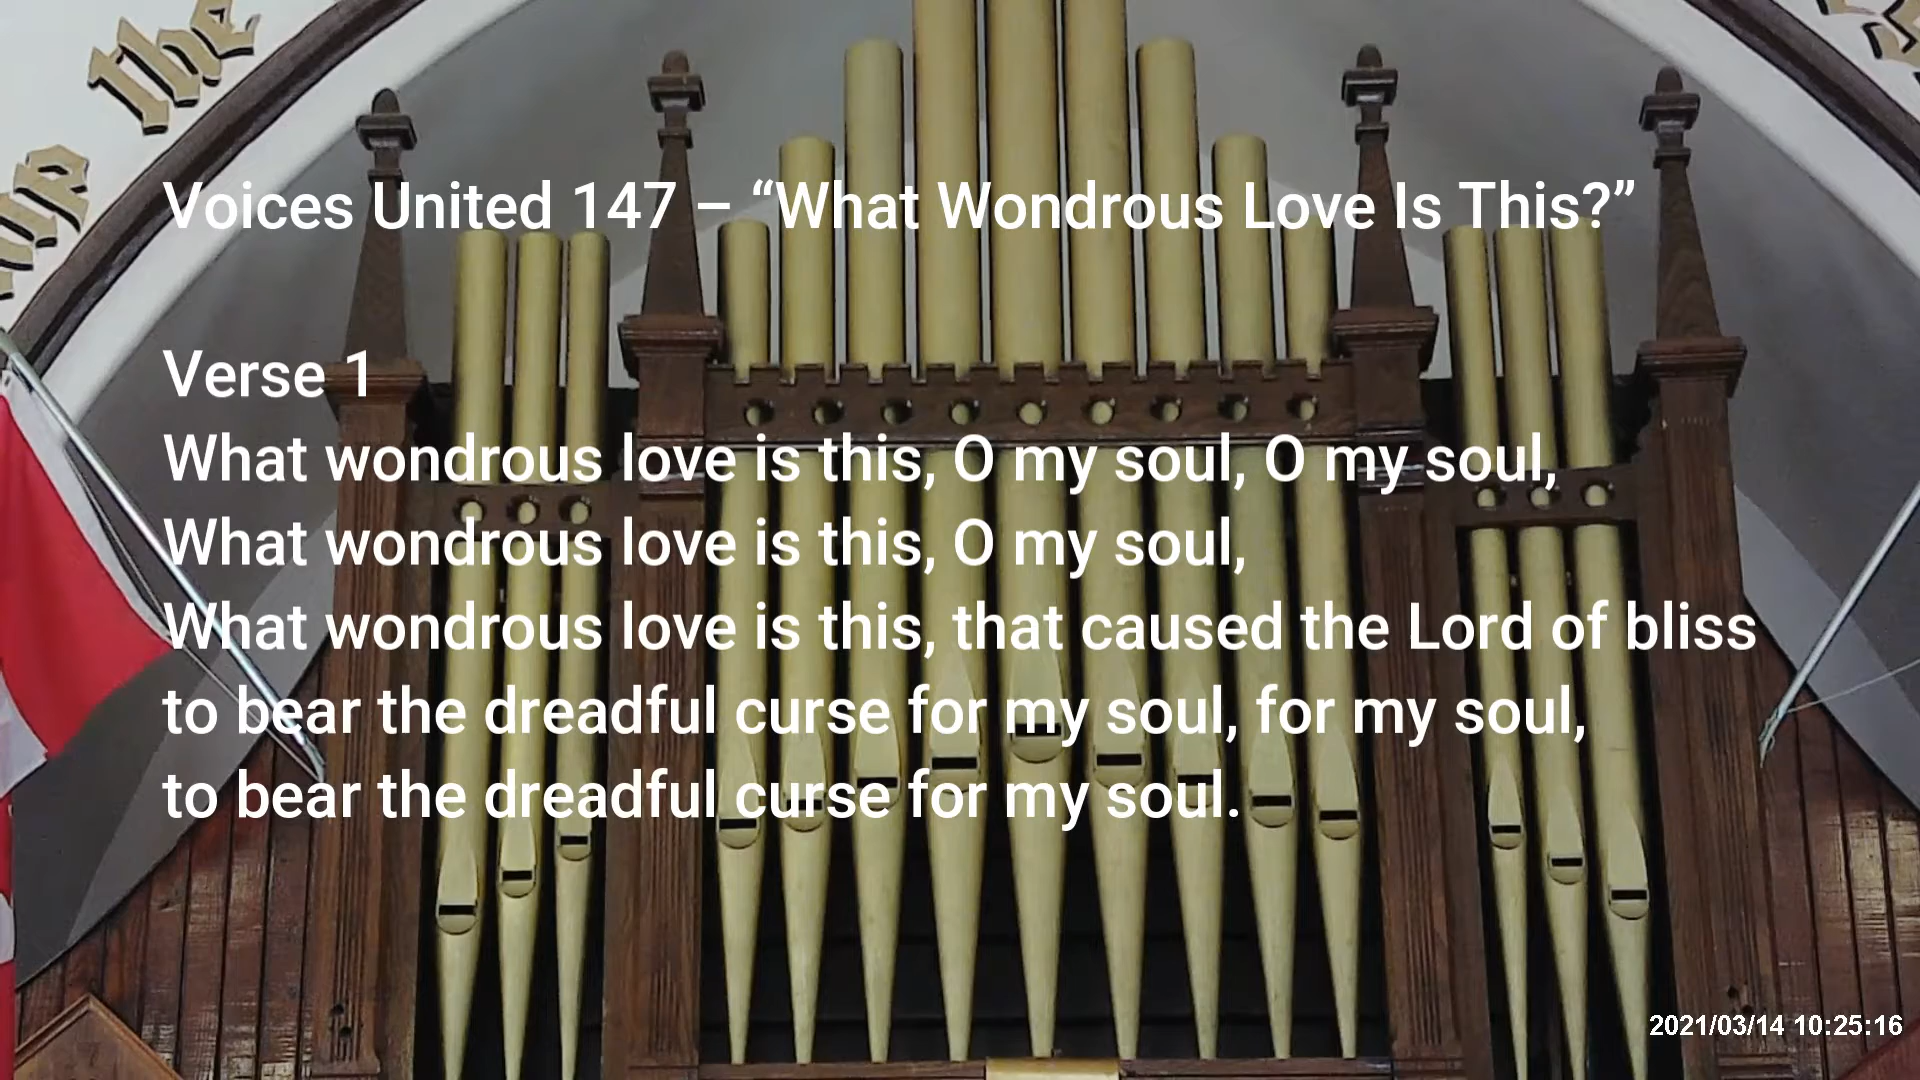 the
Voices United 147 – “What Wondrous Love Is This?”
Verse 1
What wondrous love is this, O my soul, O my soul,
What wondrous love is this, O my soul,
What wondrous love is this, that caused the Lord of bliss
to bear the dreadful curse for my soul, for my soul,
to bear the dreadful curse for my soul.
2021/03/14 10:25:16